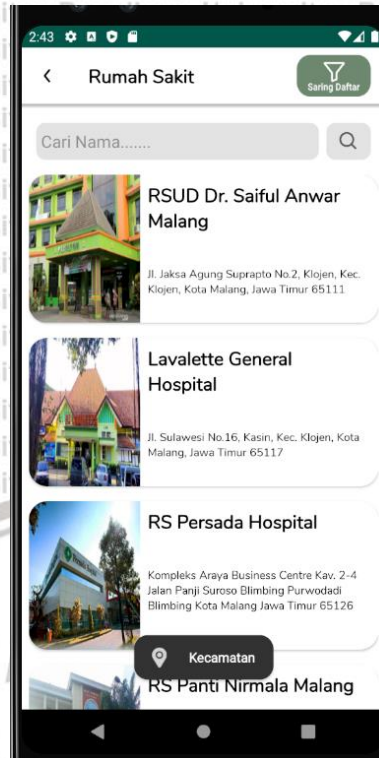 2:43
Rumah Sakit
Saring Daftar
Cari Nama.......
RSUD Dr. Saiful Anwar
Malang
Jl. Jaksa Agung Suprapto No.2, Klojen, Kec.
Klojen, Kota Malang, Jawa Timur 65111
Lavalette General
Hospital
Jl. Sulawesi No.16, Kasin, Kec. Klojen, Kota
Malang, Jawa Timur 65117
RS Persada Hospital
Kompleks Araya Business Centre Kav. 2-4
Jalan Panji Suroso Blimbing Purwodadi
Blimbing Kota Malang Jawa Timur 65126
Kecamatan
RS Panti Nirmala Malang